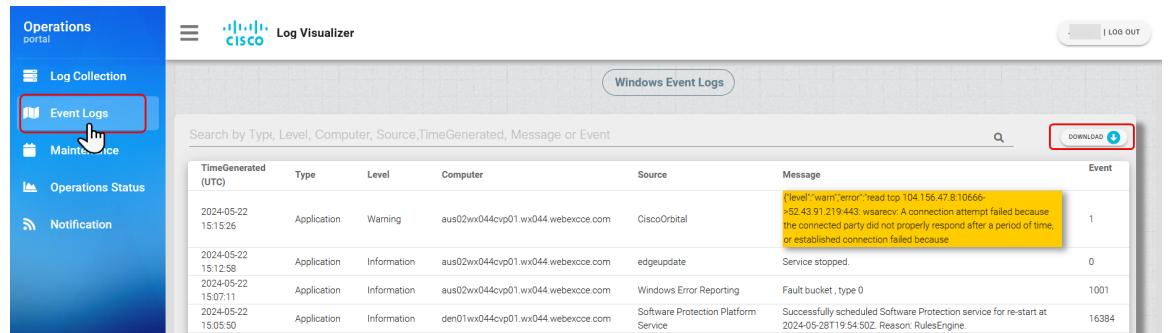 Operations
portal
CISCO Log Visualizer
| LOG OUT
Log Collection
Event Logs
Maintenance
Operations Status
Notification
Windows Event Logs
Search by Type, Level, Computer, Source,TimeGenerated, Message or Event
DOWNLOAD
TimeGenerated
(UTC)
Type
Level
Computer
Source
Message
Event
2024-05-22
15:15:26
Application
Warning
aus02wx044cvp01.wx044.webexcce.com
CiscoOrbital
{"level":"warn","error":"read tcp 104.156.47.8:10666-
>52.43.91.219:443: wsarecv: A connection attempt failed because
the connected party did not properly respond after a period of time,
or established connection failed because
1
2024-05-22
15:12:58
Application
Information
aus02wx044cvp01.wx044.webexcce.com
edgeupdate
Service stopped.
0
2024-05-22
15:07:11
Application
Information
aus02wx044cvp01.wx044.webexcce.com
Windows Error Reporting
Fault bucket , type 0
1001
2024-05-22
15:05:50
Application
Information
den01wx044cvp01.wx044.webexcce.com
Software Protection Platform
Service
Successfully scheduled Software Protection service for re-start at
2024-05-28T19:54:50Z. Reason: RulesEngine.
16384